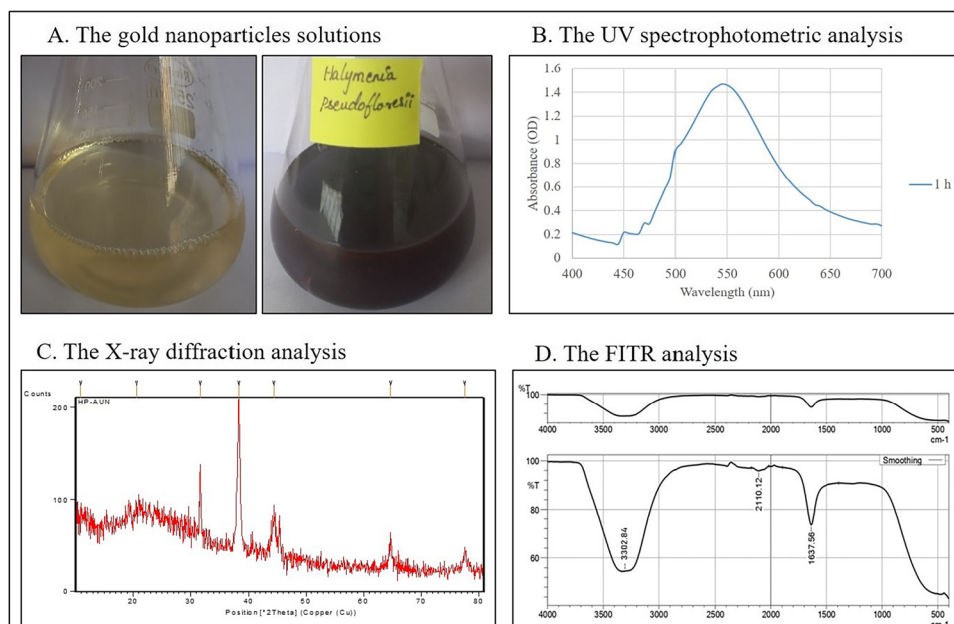 A. The gold nanoparticles solutions
Halymenia
Pseudofloresii
B. The UV spectrophotometric analysis
1.6
1.4
1.2
1
0.8
0.6
0.4
0.2
0
Absorbance (OD)
400 450 500 550 600 650 700
Wavelength (nm)
1 h
C. The X-ray diffraction analysis
Counts
HP-AUN
200
100
0
20 30 40 50 60 70 80
Position [°2Theta] (Copper (Cu))
D. The FITR analysis
%T
100
4000 3500 3000 2500 2000 1500 1000 500
cm-1
100
%T
80
60
Smoothing
3302.84
2110.12
1637.56
4000 3500 3000 2500 2000 1500 1000 500
cm-1